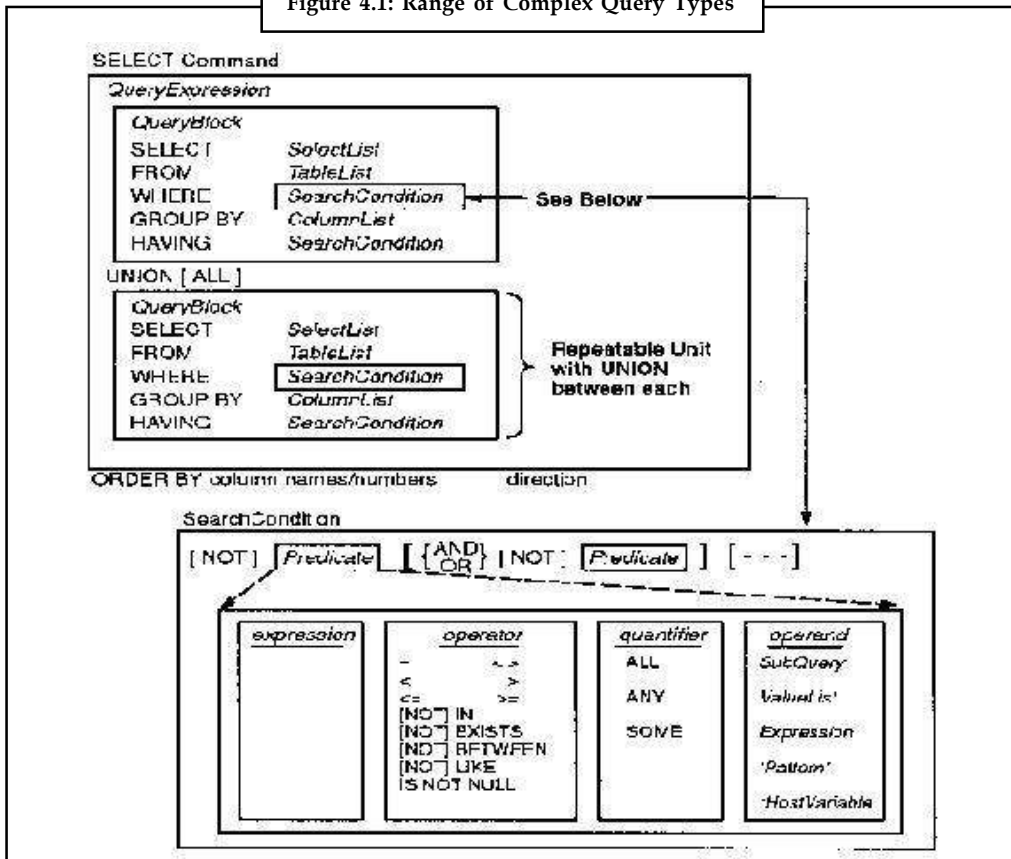 Figure 4.1: Range of Complex Query Types
SELECT Command
QueryExpression
QueryBlock
SELECT SelectList
FROM TableList
WHERE SearchCondition See Below
GROUP BY ColumnList
HAVING SearchCondition
UNION [ ALL ]
QueryBlock
SELECT SelectList
FROM TableList
WHERE SearchCondition
GROUP BY ColumnList
HAVING SearchCondition
Repeatable Unit
with UNION
between each
ORDER BY column names/numbers direction
SearchCondition
[ NOT ] Predicate [ { AND OR } [ NOT ] Predicate ] [ - - - ]
expression operator quantifier operand
= < >
< >
<= >=
[NOT] IN
[NOT] EXISTS
[NOT] BETWEEN
[NOT] LIKE
IS NOT NULL
ALL
ANY
SOME
SubQuery
ValueList
Expression
'Pattern'
:HostVariable